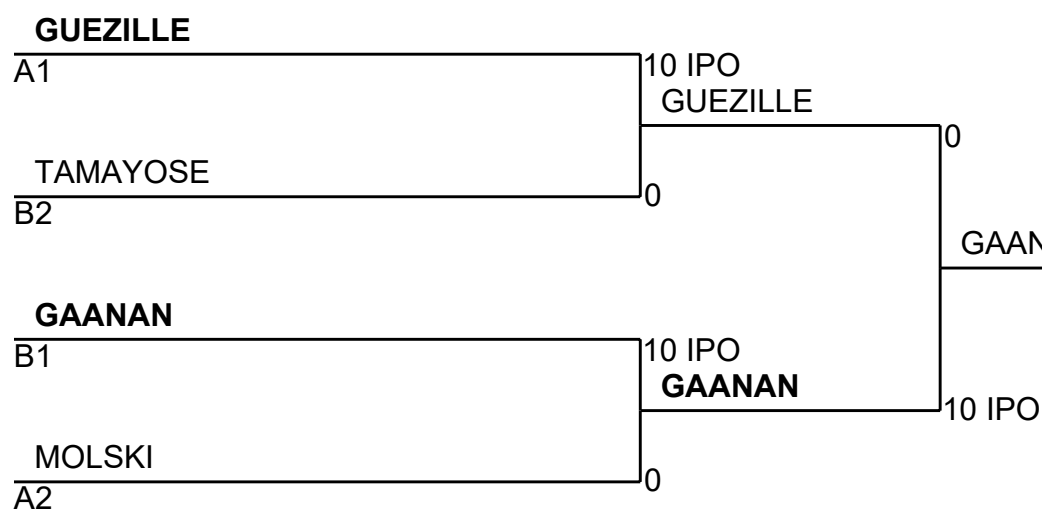 GUEZILLE
A1
10 IPO
GUEZILLE
TAMAYOSE
B2
0
0
GAAN
GAANAN
B1
10 IPO
GAANAN
10 IPO
MOLSKI
A2
0